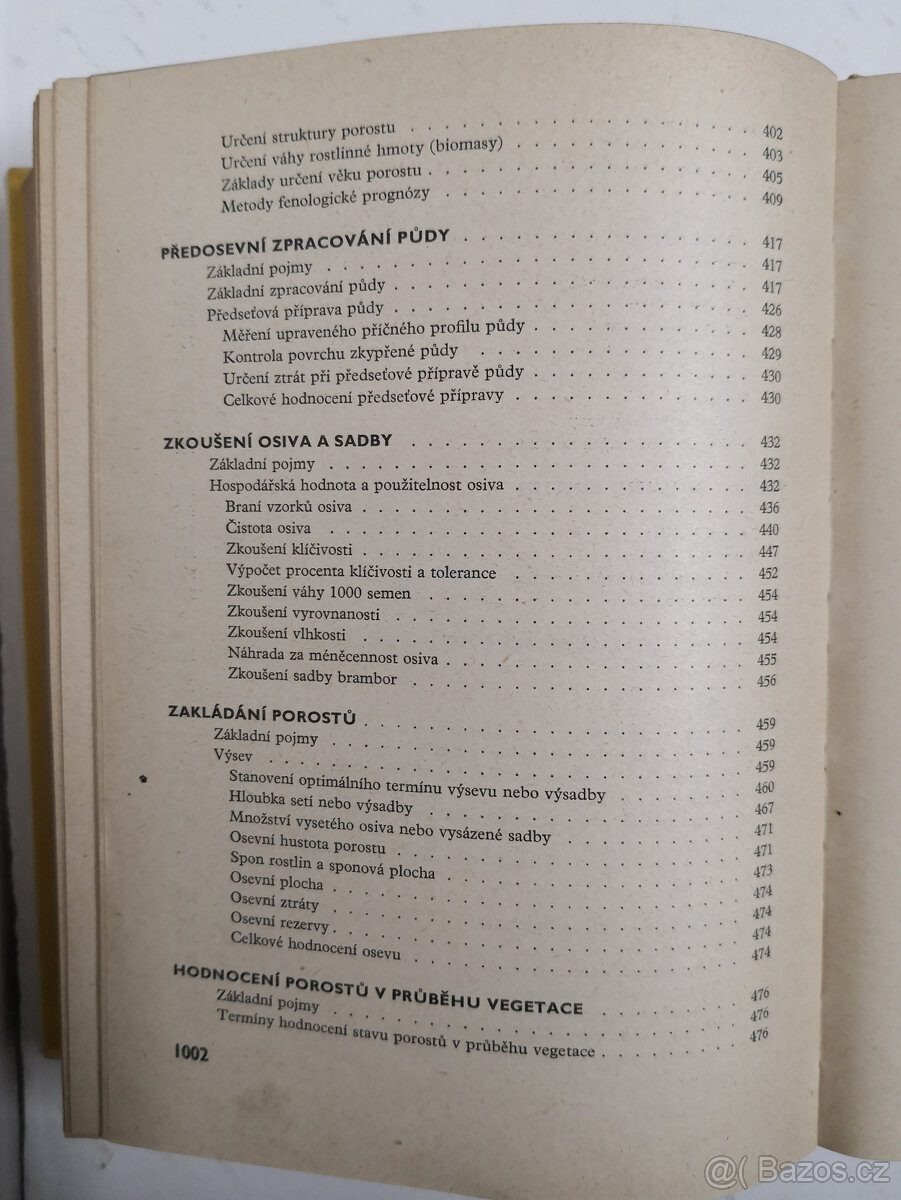 Určení struktury porostu . . . . . . . . . . . . . . . . 402
Určení váhy rostlinné hmoty (biomasy) . . . . . . . . . . . 403
Základy určení věku porostu . . . . . . . . . . . . . . . 405
Metody fenologické prognózy . . . . . . . . . . . . . . 409
PŘEDOSEVNÍ ZPRACOVÁNÍ PŮDY . . . . . . . . . . . . . . 417
Základní pojmy . . . . . . . . . . . . . . . . . . . . 417
Základní zpracování půdy . . . . . . . . . . . . . . . . . 417
Předseťová příprava půdy . . . . . . . . . . . . . . . . . 426
Měření upraveného příčného profilu půdy . . . . . . . . . . 428
Kontrola povrchu zkypřené půdy . . . . . . . . . . . . . 429
Určení ztrát při předseťové přípravě půdy . . . . . . . . . . 430
Celkové hodnocení předseťové přípravy . . . . . . . . . . . 430
ZKOUŠENÍ OSIVA A SADBY . . . . . . . . . . . . . . . . 432
Základní pojmy . . . . . . . . . . . . . . . . . . . . 432
Hospodářská hodnota a použitelnost osiva . . . . . . . . . . . 432
Braní vzorků osiva . . . . . . . . . . . . . . . . . . 436
Čistota osiva . . . . . . . . . . . . . . . . . . . . 440
Zkoušení klíčivosti . . . . . . . . . . . . . . . . . . 447
Výpočet procenta klíčivosti a tolerance . . . . . . . . . . . 452
Zkoušení váhy 1000 semen . . . . . . . . . . . . . . . 454
Zkoušení vyrovnanosti . . . . . . . . . . . . . . . . . 454
Zkoušení vlhkosti . . . . . . . . . . . . . . . . . . 454
Náhrada za méněcennost osiva . . . . . . . . . . . . . . 455
Zkoušení sadby brambor . . . . . . . . . . . . . . . . 456
ZAKLÁDÁNÍ POROSTŮ . . . . . . . . . . . . . . . . . . 459
Základní pojmy . . . . . . . . . . . . . . . . . . . . 459
Výsev . . . . . . . . . . . . . . . . . . . . . . . 459
Stanovení optimálního termínu výsevu nebo výsadby . . . . . . 460
Hloubka setí nebo výsadby . . . . . . . . . . . . . . . 467
Množství vysetého osiva nebo vysázené sadby . . . . . . . . 471
Osevní hustota porostu . . . . . . . . . . . . . . . . 471
Spon rostlin a sponová plocha . . . . . . . . . . . . . . 473
Osevní plocha . . . . . . . . . . . . . . . . . . . 474
Osevní ztráty . . . . . . . . . . . . . . . . . . . 474
Osevní rezervy . . . . . . . . . . . . . . . . . . . 474
Celkové hodnocení osevu . . . . . . . . . . . . . . . 474
HODNOCENÍ POROSTŮ V PRŮBĚHU VEGETACE . . . . . . . 476
Základní pojmy . . . . . . . . . . . . . . . . . . . 476
Termíny hodnocení stavu porostů v průběhu vegetace . . . . . . . 476
1002
@( Bazos.cz